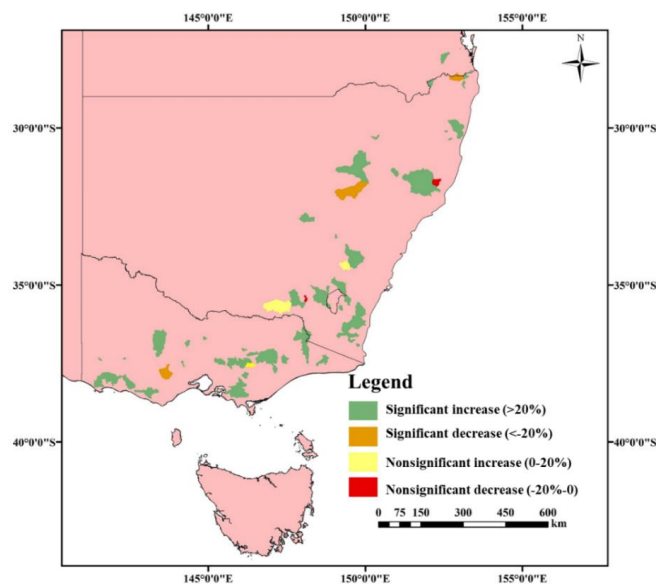 145°0'0"E 150°0'0"E 155°0'0"E
N
30°0'0"S 30°0'0"S
35°0'0"S 35°0'0"S
40°0'0"S 40°0'0"S
Legend
Significant increase (>20%)
Significant decrease (<-20%)
Nonsignificant increase (0-20%)
Nonsignificant decrease (-20%-0)
0 75 150 300 450 600
km
145°0'0"E 150°0'0"E 155°0'0"E